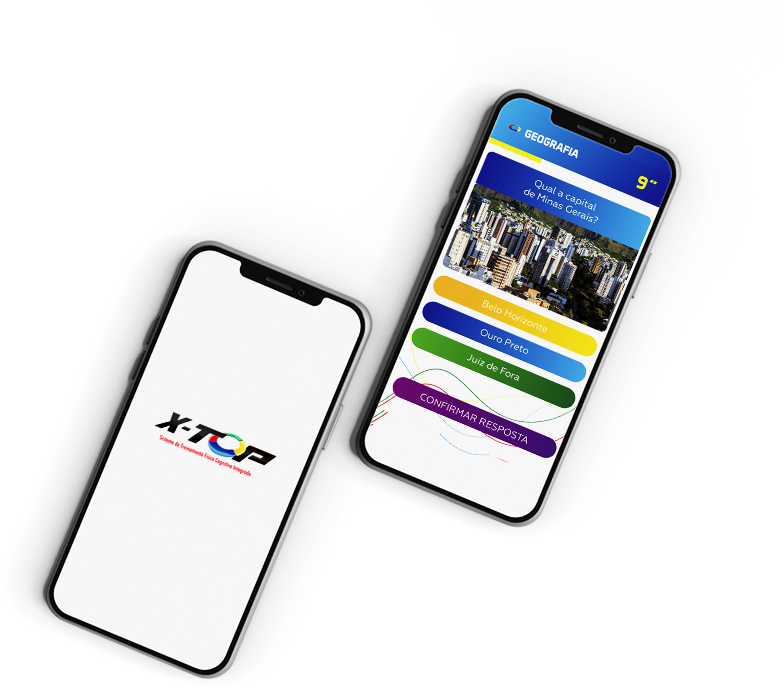 X-TOP
Sistema de Treinamento Físico Cognitivo Integrado
GEOGRAFIA
9”
Qual a capital
de Minas Gerais?
Belo Horizonte
Ouro Preto
Juiz de Fora
CONFIRMAR RESPOSTA